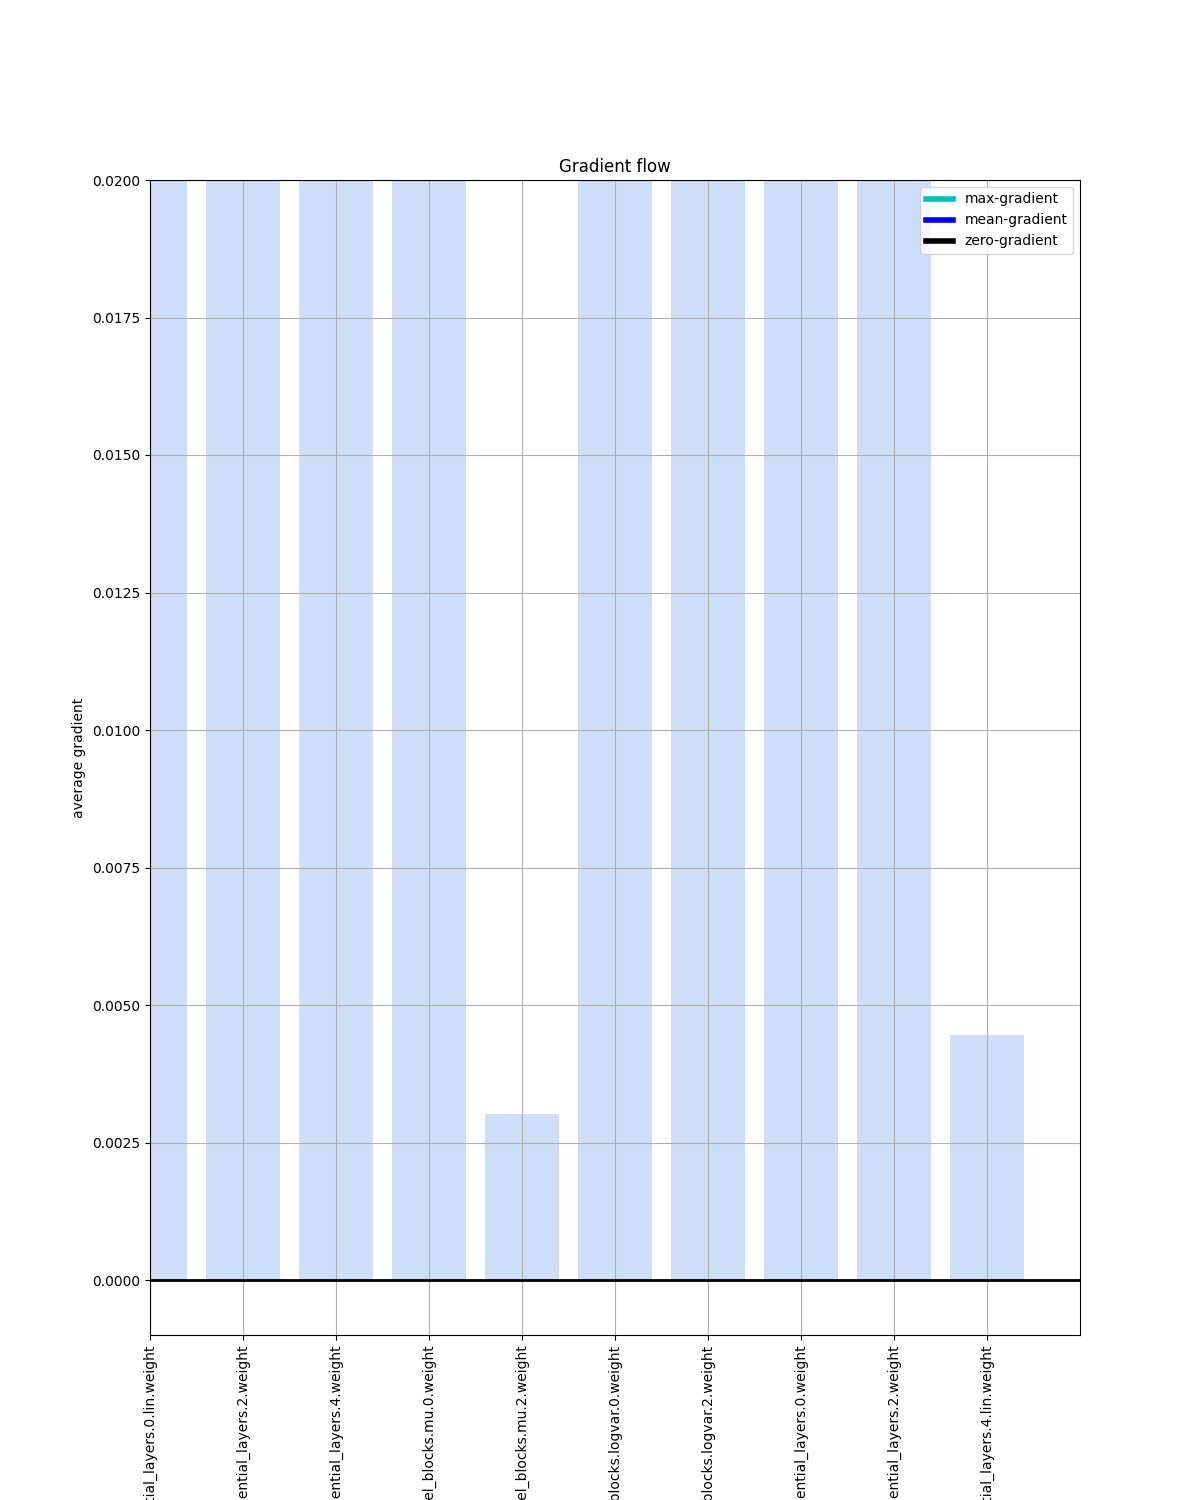 Gradient flow
max-gradient
mean-gradient
zero-gradient
0.0200
0.0175
0.0150
0.0125
0.0100
0.0075
0.0050
0.0025
0.0000
average gradient
tial_layers.0.lin.weight
ential_layers.2.weight
ential_layers.4.weight
el_blocks.mu.0.weight
el_blocks.mu.2.weight
blocks.logvar.0.weight
blocks.logvar.2.weight
ential_layers.0.weight
ential_layers.2.weight
tial_layers.4.lin.weight